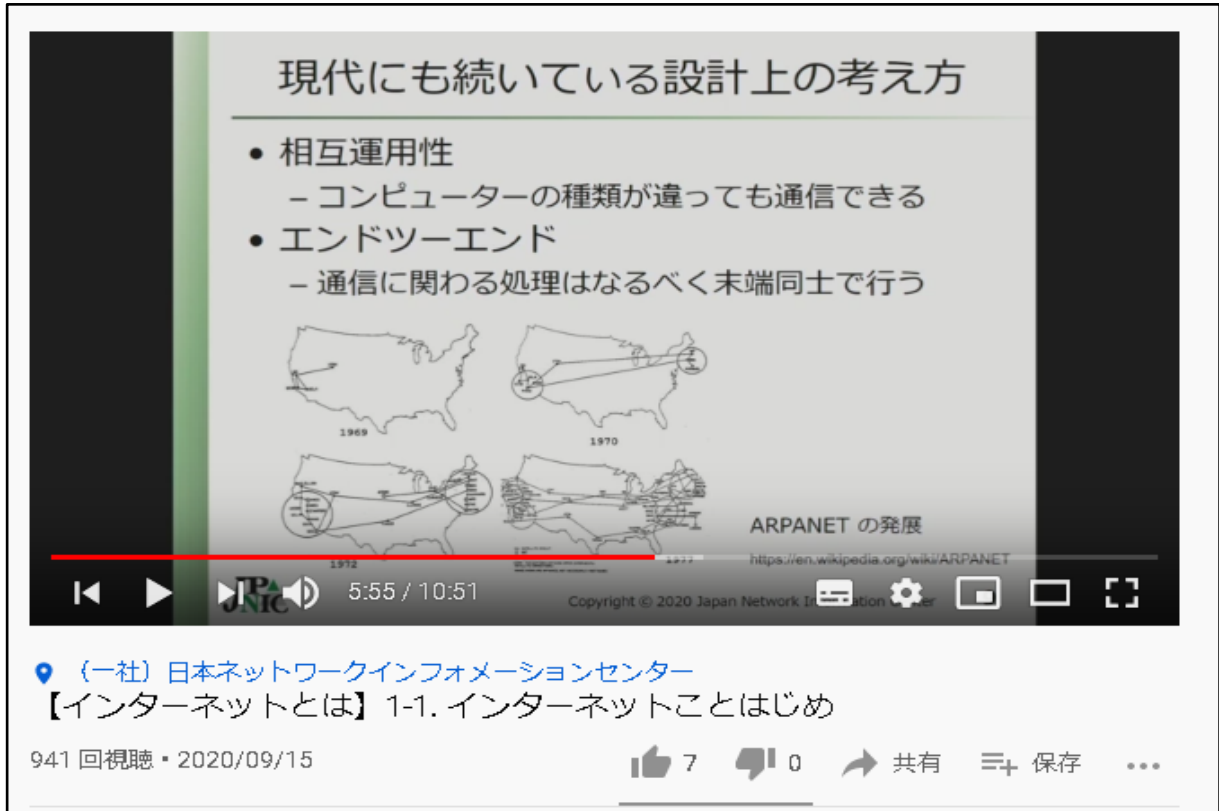 現代にも続いている設計上の考え方
• 相互運用性
– コンピューターの種類が違っても通信できる
• エンドツーエンド
– 通信に関わる処理はなるべく末端同士で行う
1969
1970
1972
1977
ARPANET の発展
https://en.wikipedia.org/wiki/ARPANET
JPNIC
5:55 / 10:51
Copyright © 2020 Japan Network Information Center
(一社) 日本ネットワークインフォメーションセンター
【インターネットとは】1-1. インターネットことはじめ
941 回視聴・2020/09/15
7
0
共有
保存